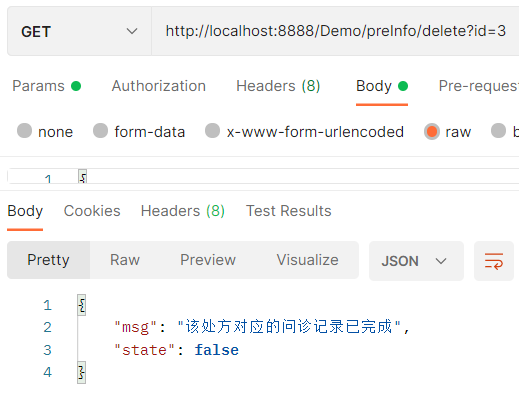 GET http://localhost:8888/Demo/preInfo/delete?id=3
Params Authorization Headers (8) Body Pre-reques
none form-data x-www-form-urlencoded raw b
1 {
Body Cookies Headers (8) Test Results
Pretty Raw Preview Visualize JSON
1 {
2 "msg": "该处方对应的问诊记录已完成",
3 "state": false
4 }